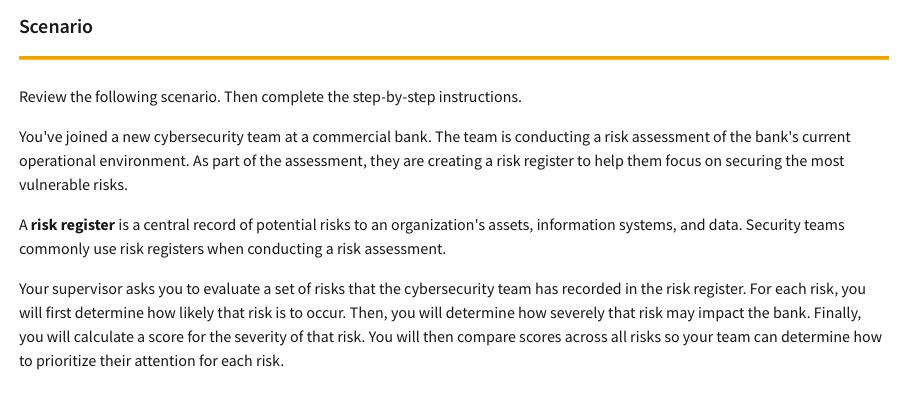 Scenario
Review the following scenario. Then complete the step-by-step instructions.
You've joined a new cybersecurity team at a commercial bank. The team is conducting a risk assessment of the bank's current
operational environment. As part of the assessment, they are creating a risk register to help them focus on securing the most
vulnerable risks.
A risk register is a central record of potential risks to an organization's assets, information systems, and data. Security teams
commonly use risk registers when conducting a risk assessment.
Your supervisor asks you to evaluate a set of risks that the cybersecurity team has recorded in the risk register. For each risk, you
will first determine how likely that risk is to occur. Then, you will determine how severely that risk may impact the bank. Finally,
you will calculate a score for the severity of that risk. You will then compare scores across all risks so your team can determine how
to prioritize their attention for each risk.